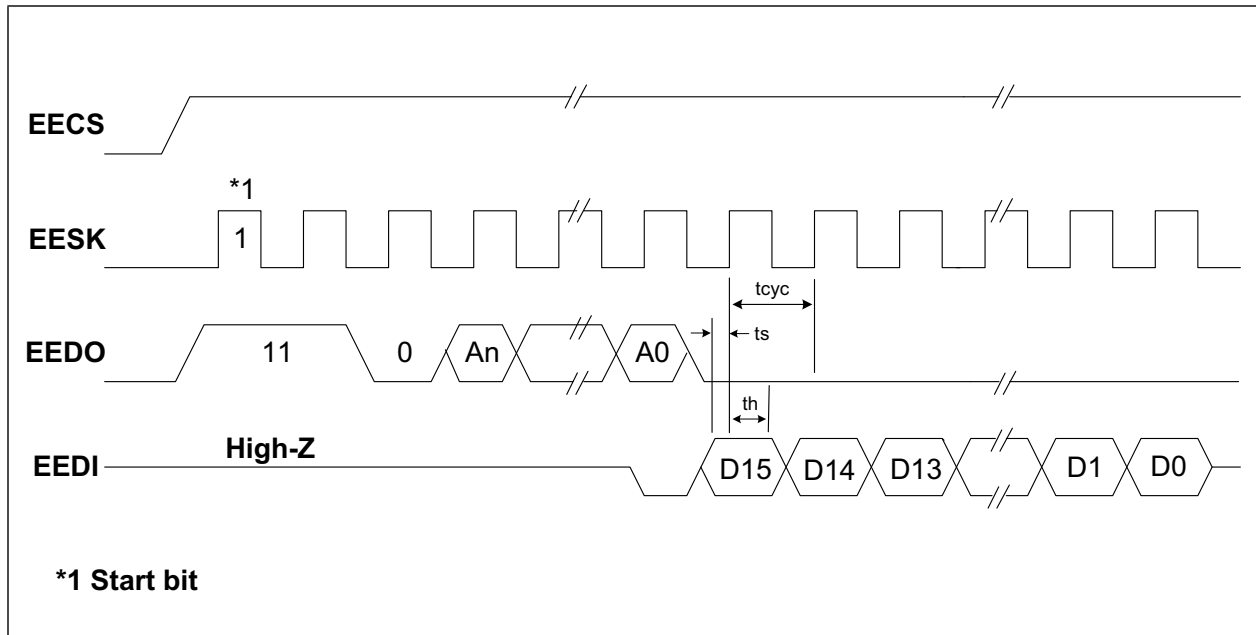 EECS
*1
EESK
1
tcyc
ts
EEDO
11
0
An
A0
th
EEDI
High-Z
D15
D14
D13
D1
D0
*1 Start bit